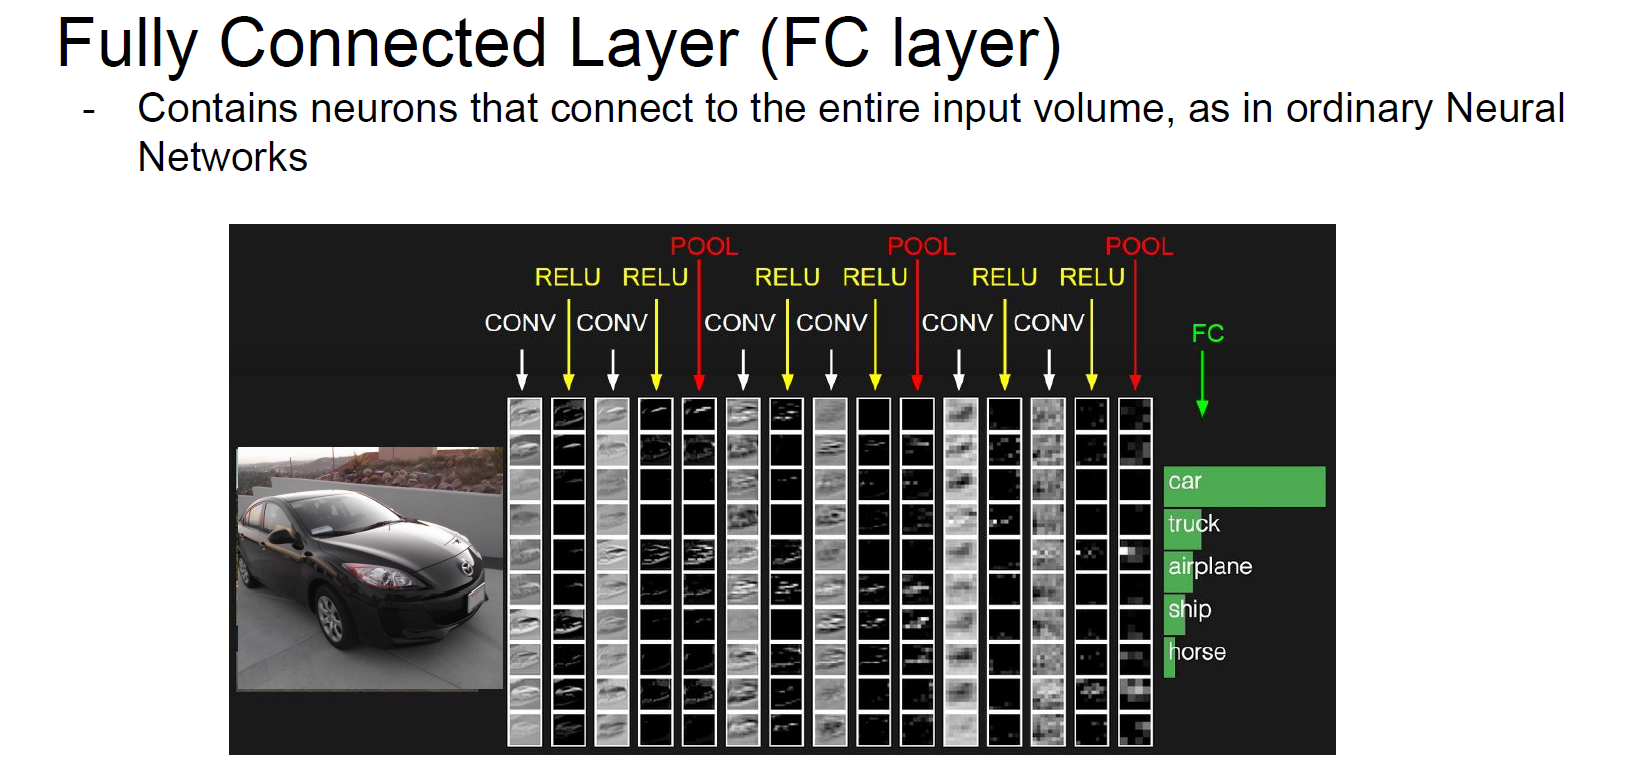 Fully Connected Layer (FC layer)
- Contains neurons that connect to the entire input volume, as in ordinary Neural
Networks
POOL POOL POOL
RELU RELU RELU RELU RELU RELU
CONV CONV CONV CONV CONV CONV
FC
car
truck
airplane
ship
horse